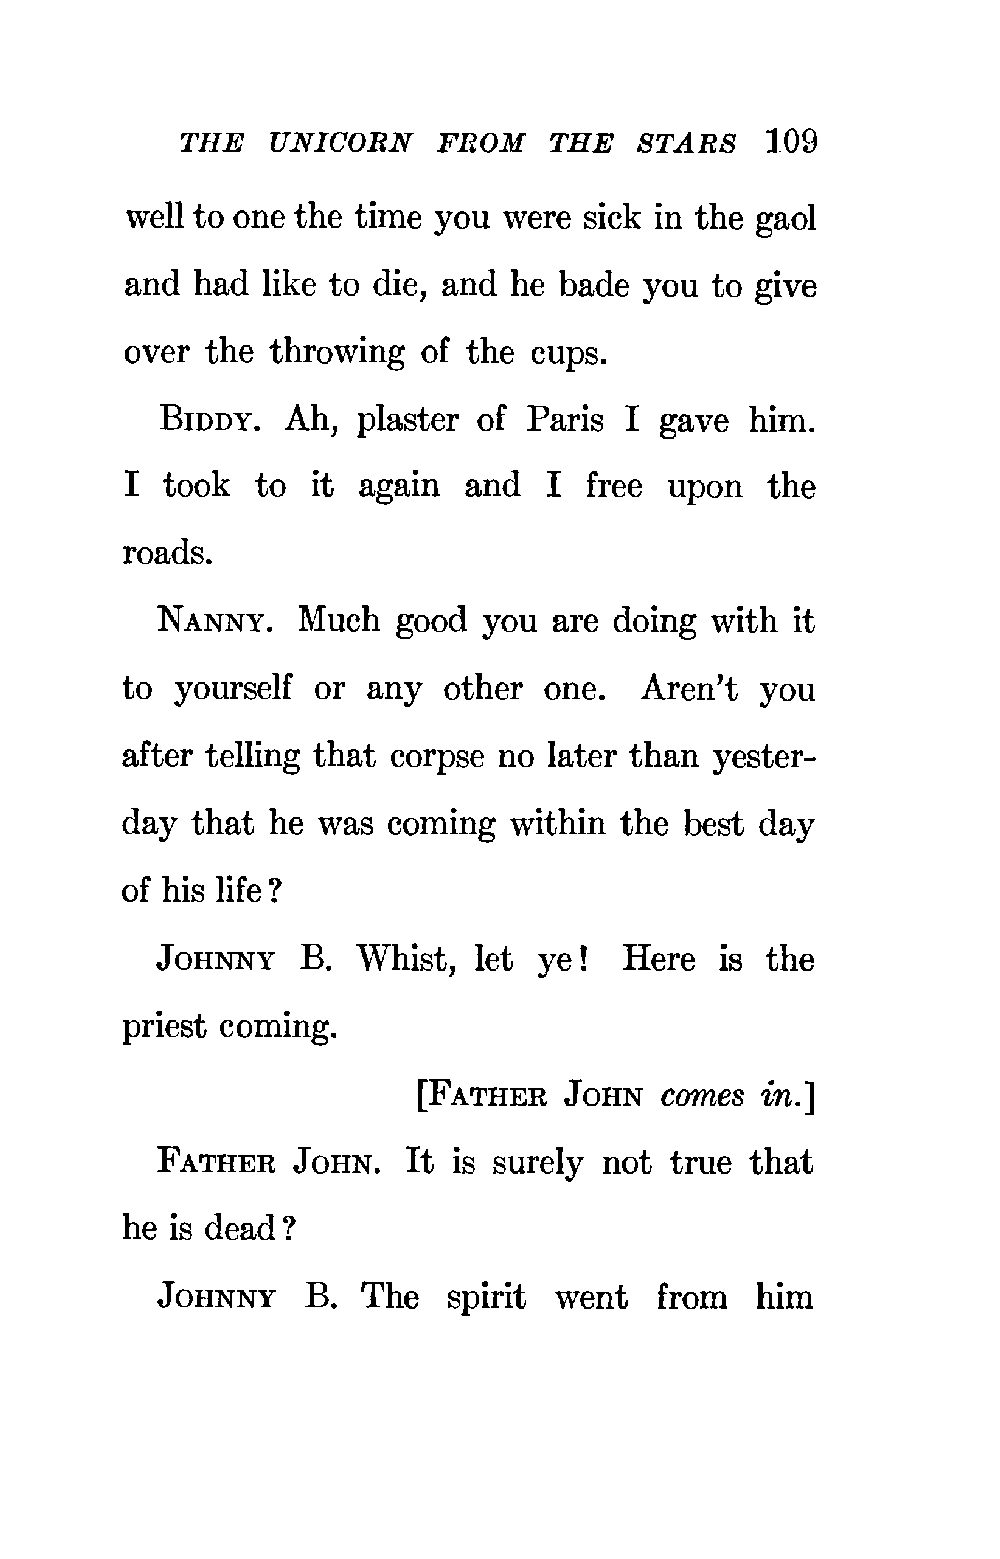 THE UNICORN FROM THE STARS 109
well to one the time you were sick in the gaol
and had like to die, and he bade you to give
over the throwing of the cups.
BIDDY. Ah, plaster of Paris I gave him.
I took to it again and I free upon the
roads.
NANNY. Much good you are doing with it
to yourself or any other one. Aren't you
after telling that corpse no later than yester-
day that he was coming within the best day
of his life?
JOHNNY B. Whist, let ye! Here is the
priest coming.
[FATHER JOHN comes in.]
FATHER JOHN. It is surely not true that
he is dead?
JOHNNY B. The spirit went from him